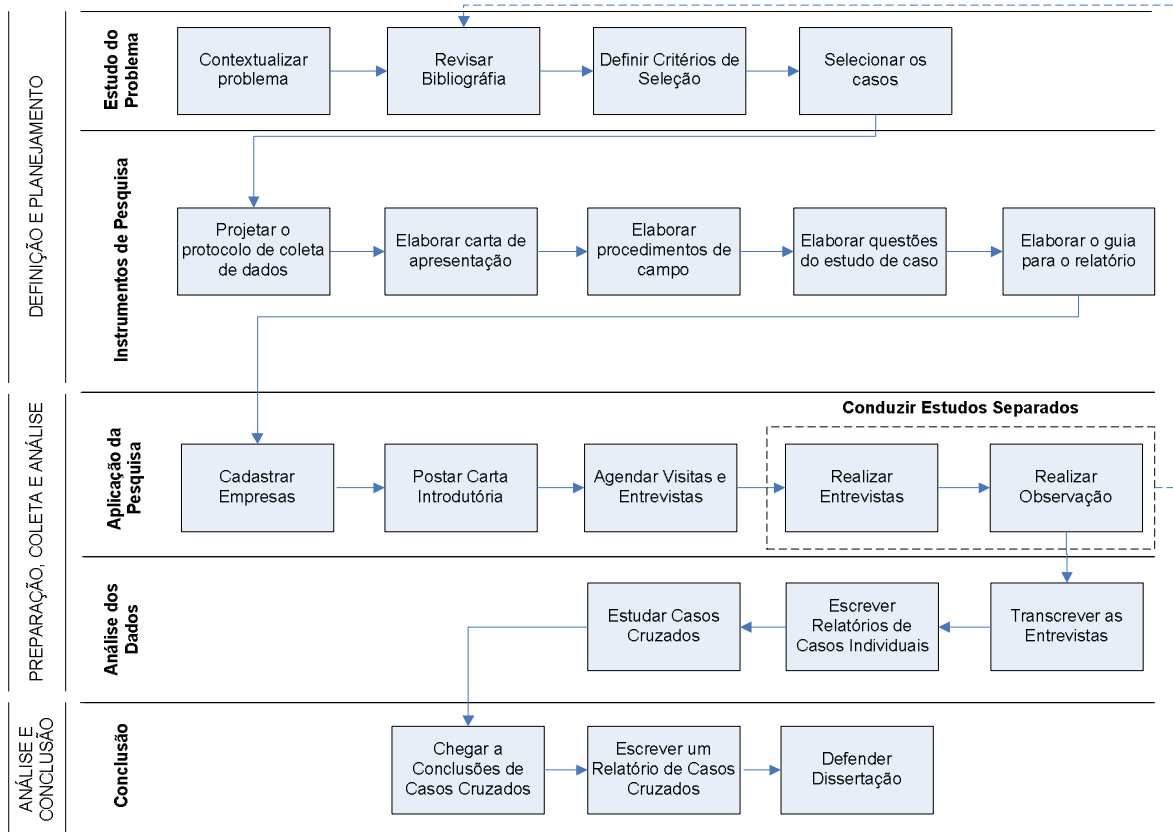 DEFINIÇÃO E PLANEJAMENTO
Estudo do
Problema
Contextualizar
problema
Revisar
Bibliográfia
Definir Critérios de
Seleção
Selecionar os
casos
Instrumentos de Pesquisa
Projetar o
protocolo de coleta
de dados
Elaborar carta de
apresentação
Elaborar
procedimentos de
campo
Elaborar questões
do estudo de caso
Elaborar o guia
para o relatório
PREPARAÇÃO, COLETA E ANÁLISE
Aplicação da
Pesquisa
Conduzir Estudos Separados
Cadastrar
Empresas
Postar Carta
Introdutória
Agendar Visitas e
Entrevistas
Realizar
Entrevistas
Realizar
Observação
Análise dos
Dados
Estudar Casos
Cruzados
Escrever
Relatórios de
Casos Individuais
Transcrever as
Entrevistas
ANÁLISE E
CONCLUSÃO
Conclusão
Chegar a
Conclusões de
Casos Cruzados
Escrever um
Relatório de Casos
Cruzados
Defender
Dissertação